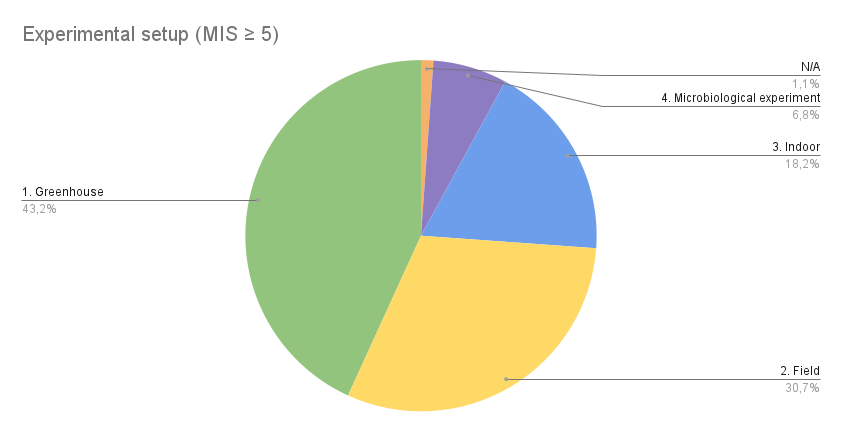 Experimental setup (MIS ≥ 5)
N/A
1,1%
4. Microbiological experiment
6,8%
3. Indoor
18,2%
1. Greenhouse
43,2%
2. Field
30,7%